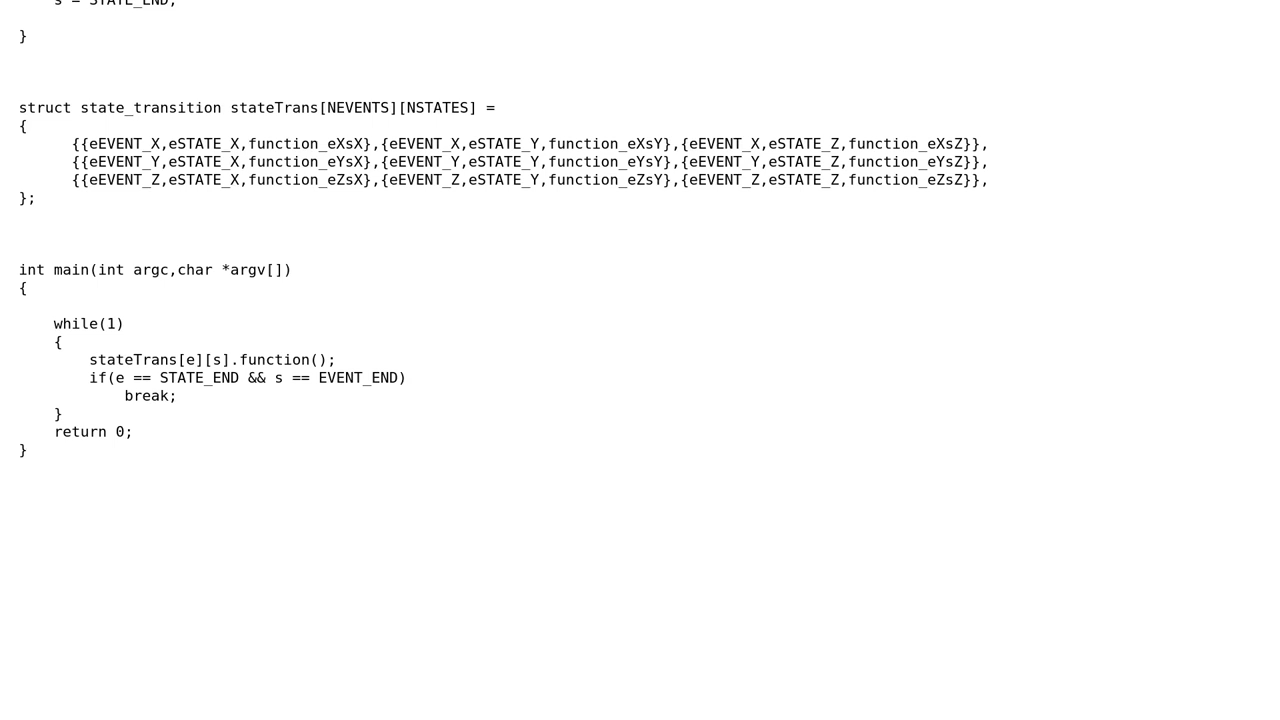 s = STATE_END;
}
struct state_transition stateTrans[NEVENTS][NSTATES] =
{
{{eEVENT_X,eSTATE_X,function_eXsX},{eEVENT_X,eSTATE_Y,function_eXsY},{eEVENT_X,eSTATE_Z,function_eXsZ}},
{{eEVENT_Y,eSTATE_X,function_eYsX},{eEVENT_Y,eSTATE_Y,function_eYsY},{eEVENT_Y,eSTATE_Z,function_eYsZ}},
{{eEVENT_Z,eSTATE_X,function_eZsX},{eEVENT_Z,eSTATE_Y,function_eZsY},{eEVENT_Z,eSTATE_Z,function_eZsZ}},
};
int main(int argc,char *argv[])
{
while(1)
{
stateTrans[e][s].function();
if(e == STATE_END && s == EVENT_END)
break;
}
return 0;
}